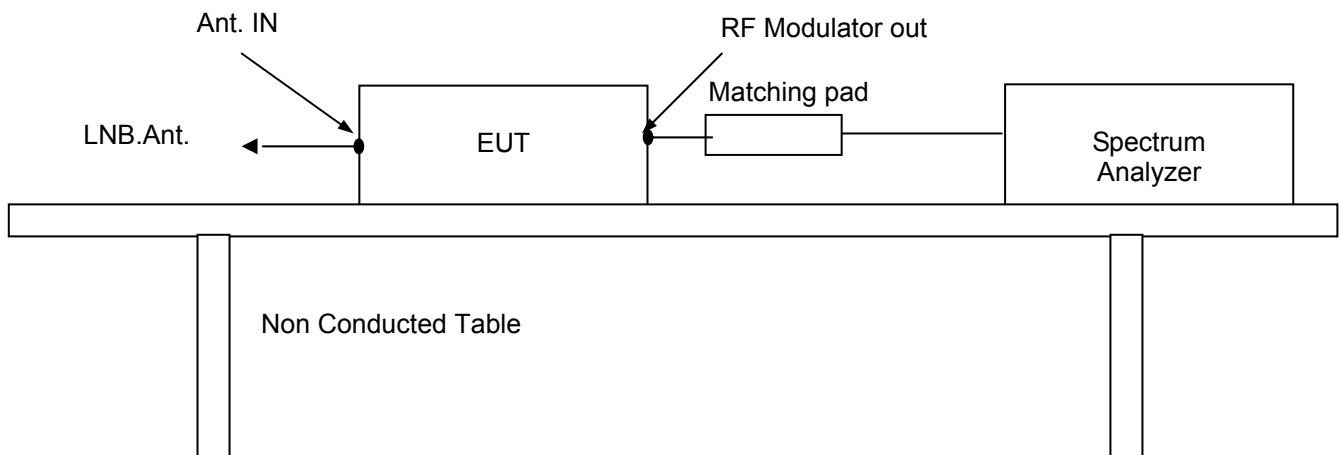 Ant. IN
RF Modulator out
Matching pad
LNB.Ant.
EUT
Spectrum
Analyzer
Non Conducted Table